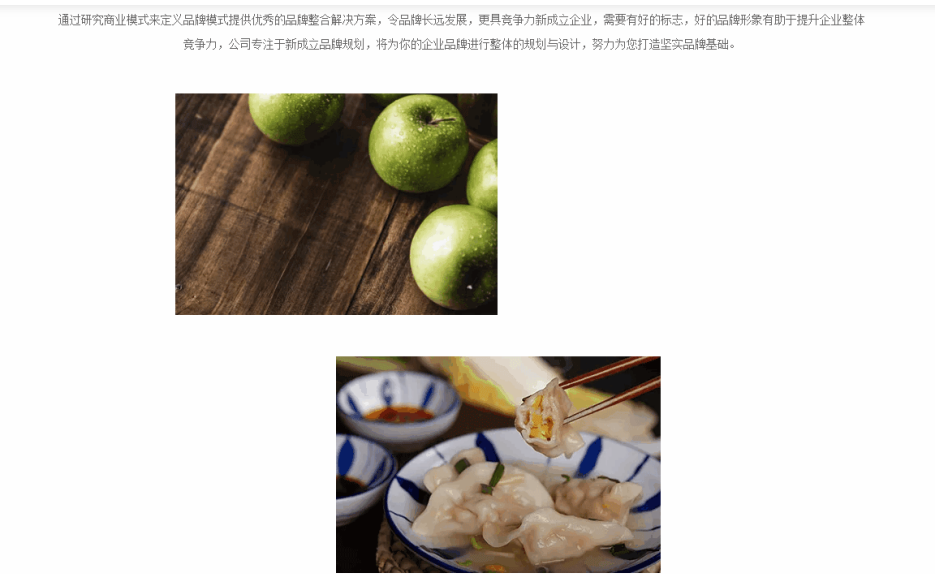 通过研究商业模式来定义品牌模式提供优秀的品牌整合解决方案，令品牌长远发展，更具竞争力新成立企业，需要有好的标志，好的品牌形象有助于提升企业整体
竞争力，公司专注于新成立品牌规划，将为你的企业品牌进行整体的规划与设计，努力为您打造坚实品牌基础。